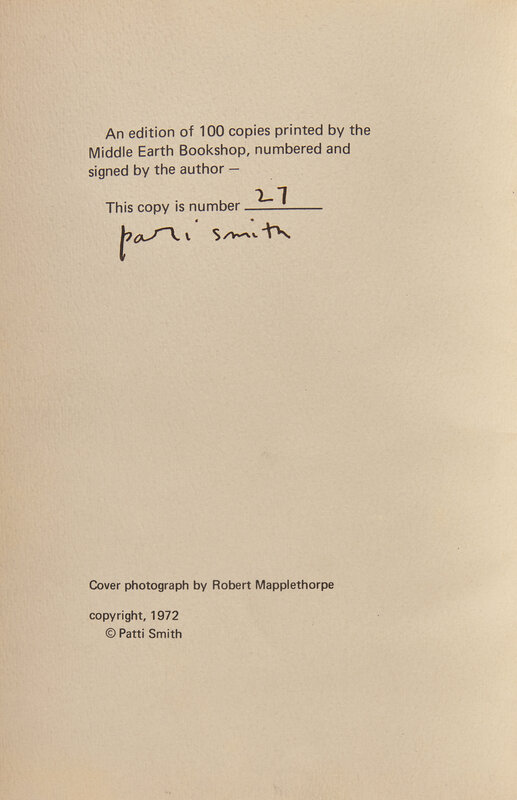 An edition of 100 copies printed by the
Middle Earth Bookshop, numbered and
signed by the author —
This copy is number 27
patti smith
Cover photograph by Robert Mapplethorpe
copyright, 1972
© Patti Smith